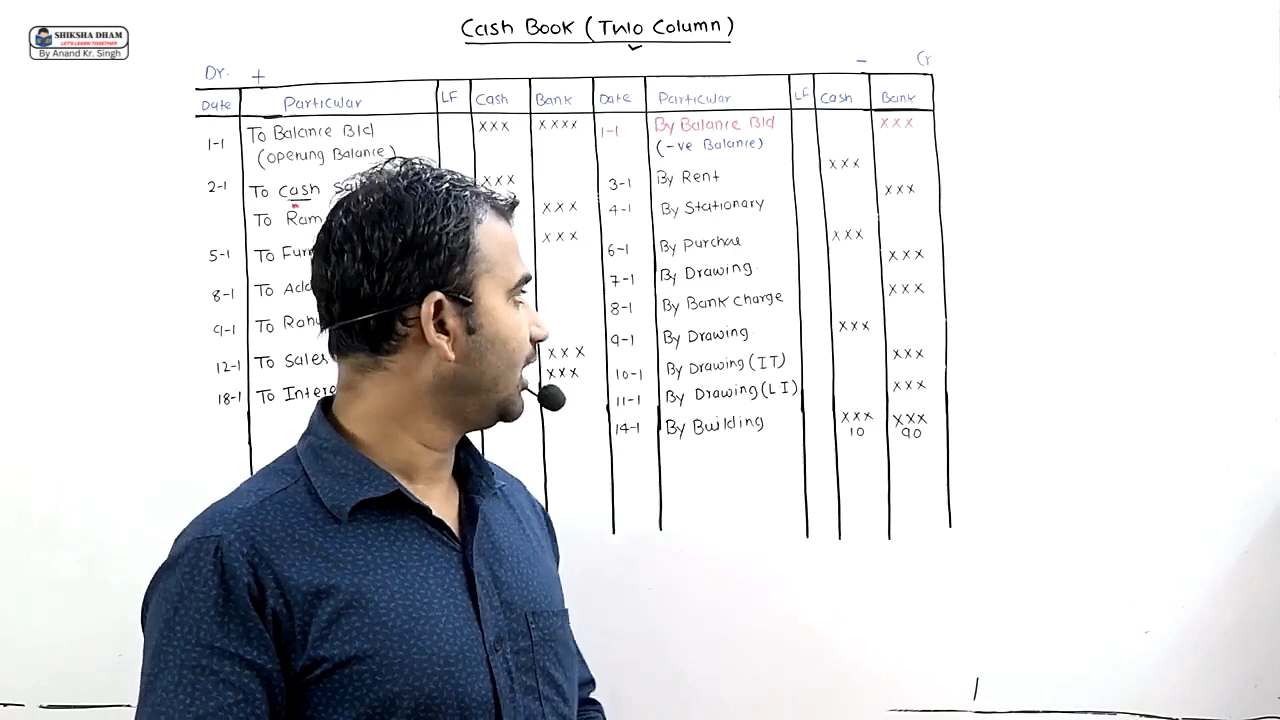 SHIKSHA DHAM
LET'S LEARN TOGETHER
By Anand Kr. Singh
Cash Book (Two Column)
Dr. + - Cr
Date Particular LF Cash Bank Date Particular LF Cash Bank
1-1 To Balance Bld xxx xxxx 1-1 By Balance Bld xxx
(opening Balance) (-ve Balance)
2-1 To cash xxx 3-1 By Rent xxx
To Ram xxx 4-1 By Stationary xxx
5-1 To xxx 6-1 By Purchae xxx
8-1 To 7-1 By Drawing xxx
9-1 To 8-1 By Bank charge xxx
12-1 To Sales xxx 9-1 By Drawing xxx
18-1 To xxx 10-1 By Drawing (IT) xxx
11-1 By Drawing (LI) xxx
14-1 By Building xxx xxx
10 90